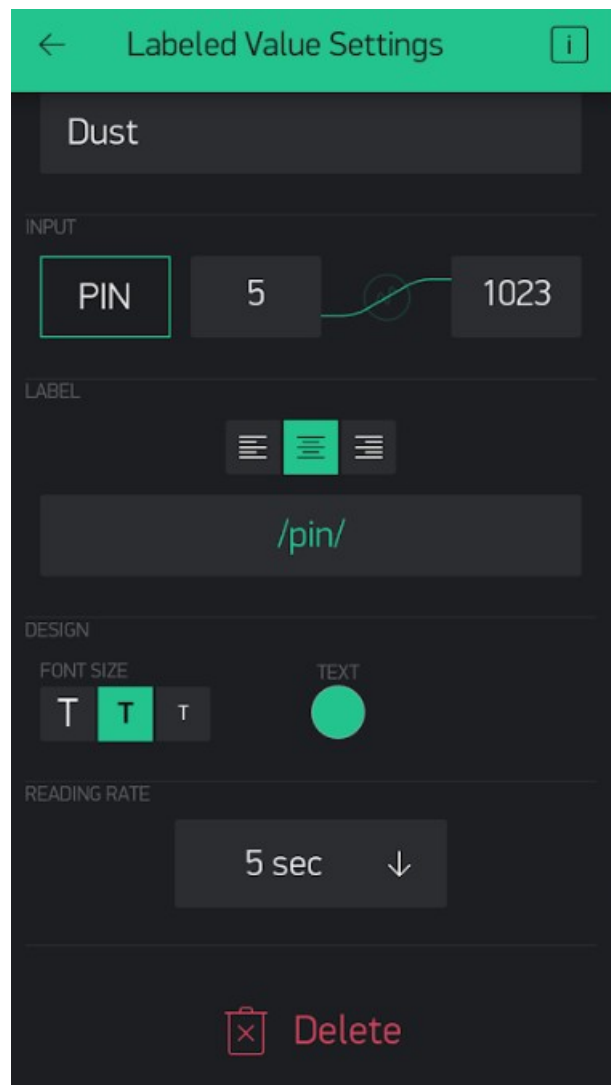 Labeled Value Settings
i
Dust
INPUT
PIN 5 1023
LABEL
/pin/
DESIGN
FONT SIZE TEXT
T T T
READING RATE
5 sec
Delete